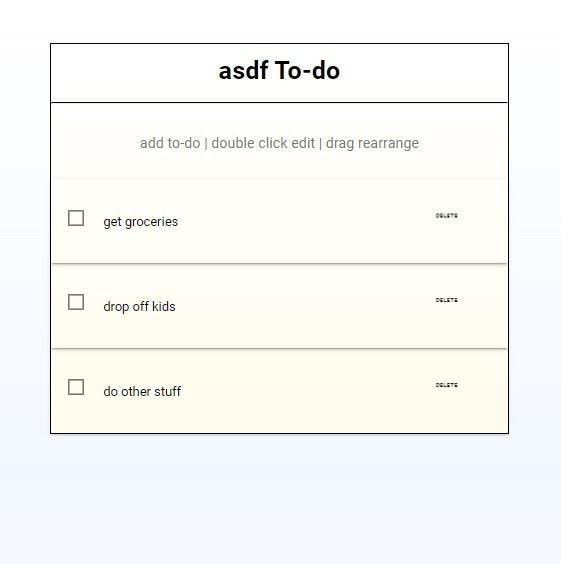 asdf To-do
add to-do | double click edit | drag rearrange
get groceries
DELETE
drop off kids
DELETE
do other stuff
DELETE